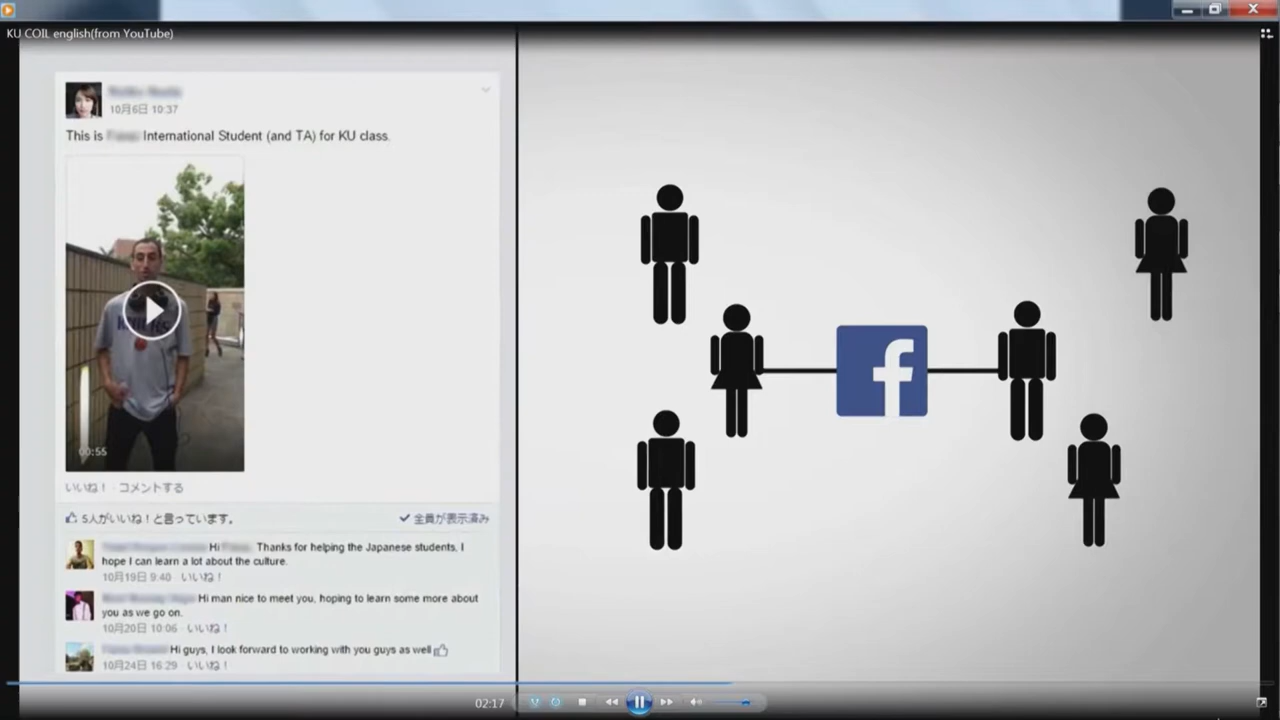 KU COIL english(from YouTube)
10月6日 10:37
This is International Student (and TA) for KU class.
00:55
いいね！ · コメントする
5人がいいね！と言っています。
全員が表示済み
Hi Thanks for helping the Japanese students, I
hope I can learn a lot about the culture.
10月19日 9:40 · いいね！
Hi man nice to meet you, hoping to learn some more about
you as we go on.
10月20日 10:06 · いいね！
Hi guys, I look forward to working with you guys as well
10月24日 16:29 · いいね！
f
02:17